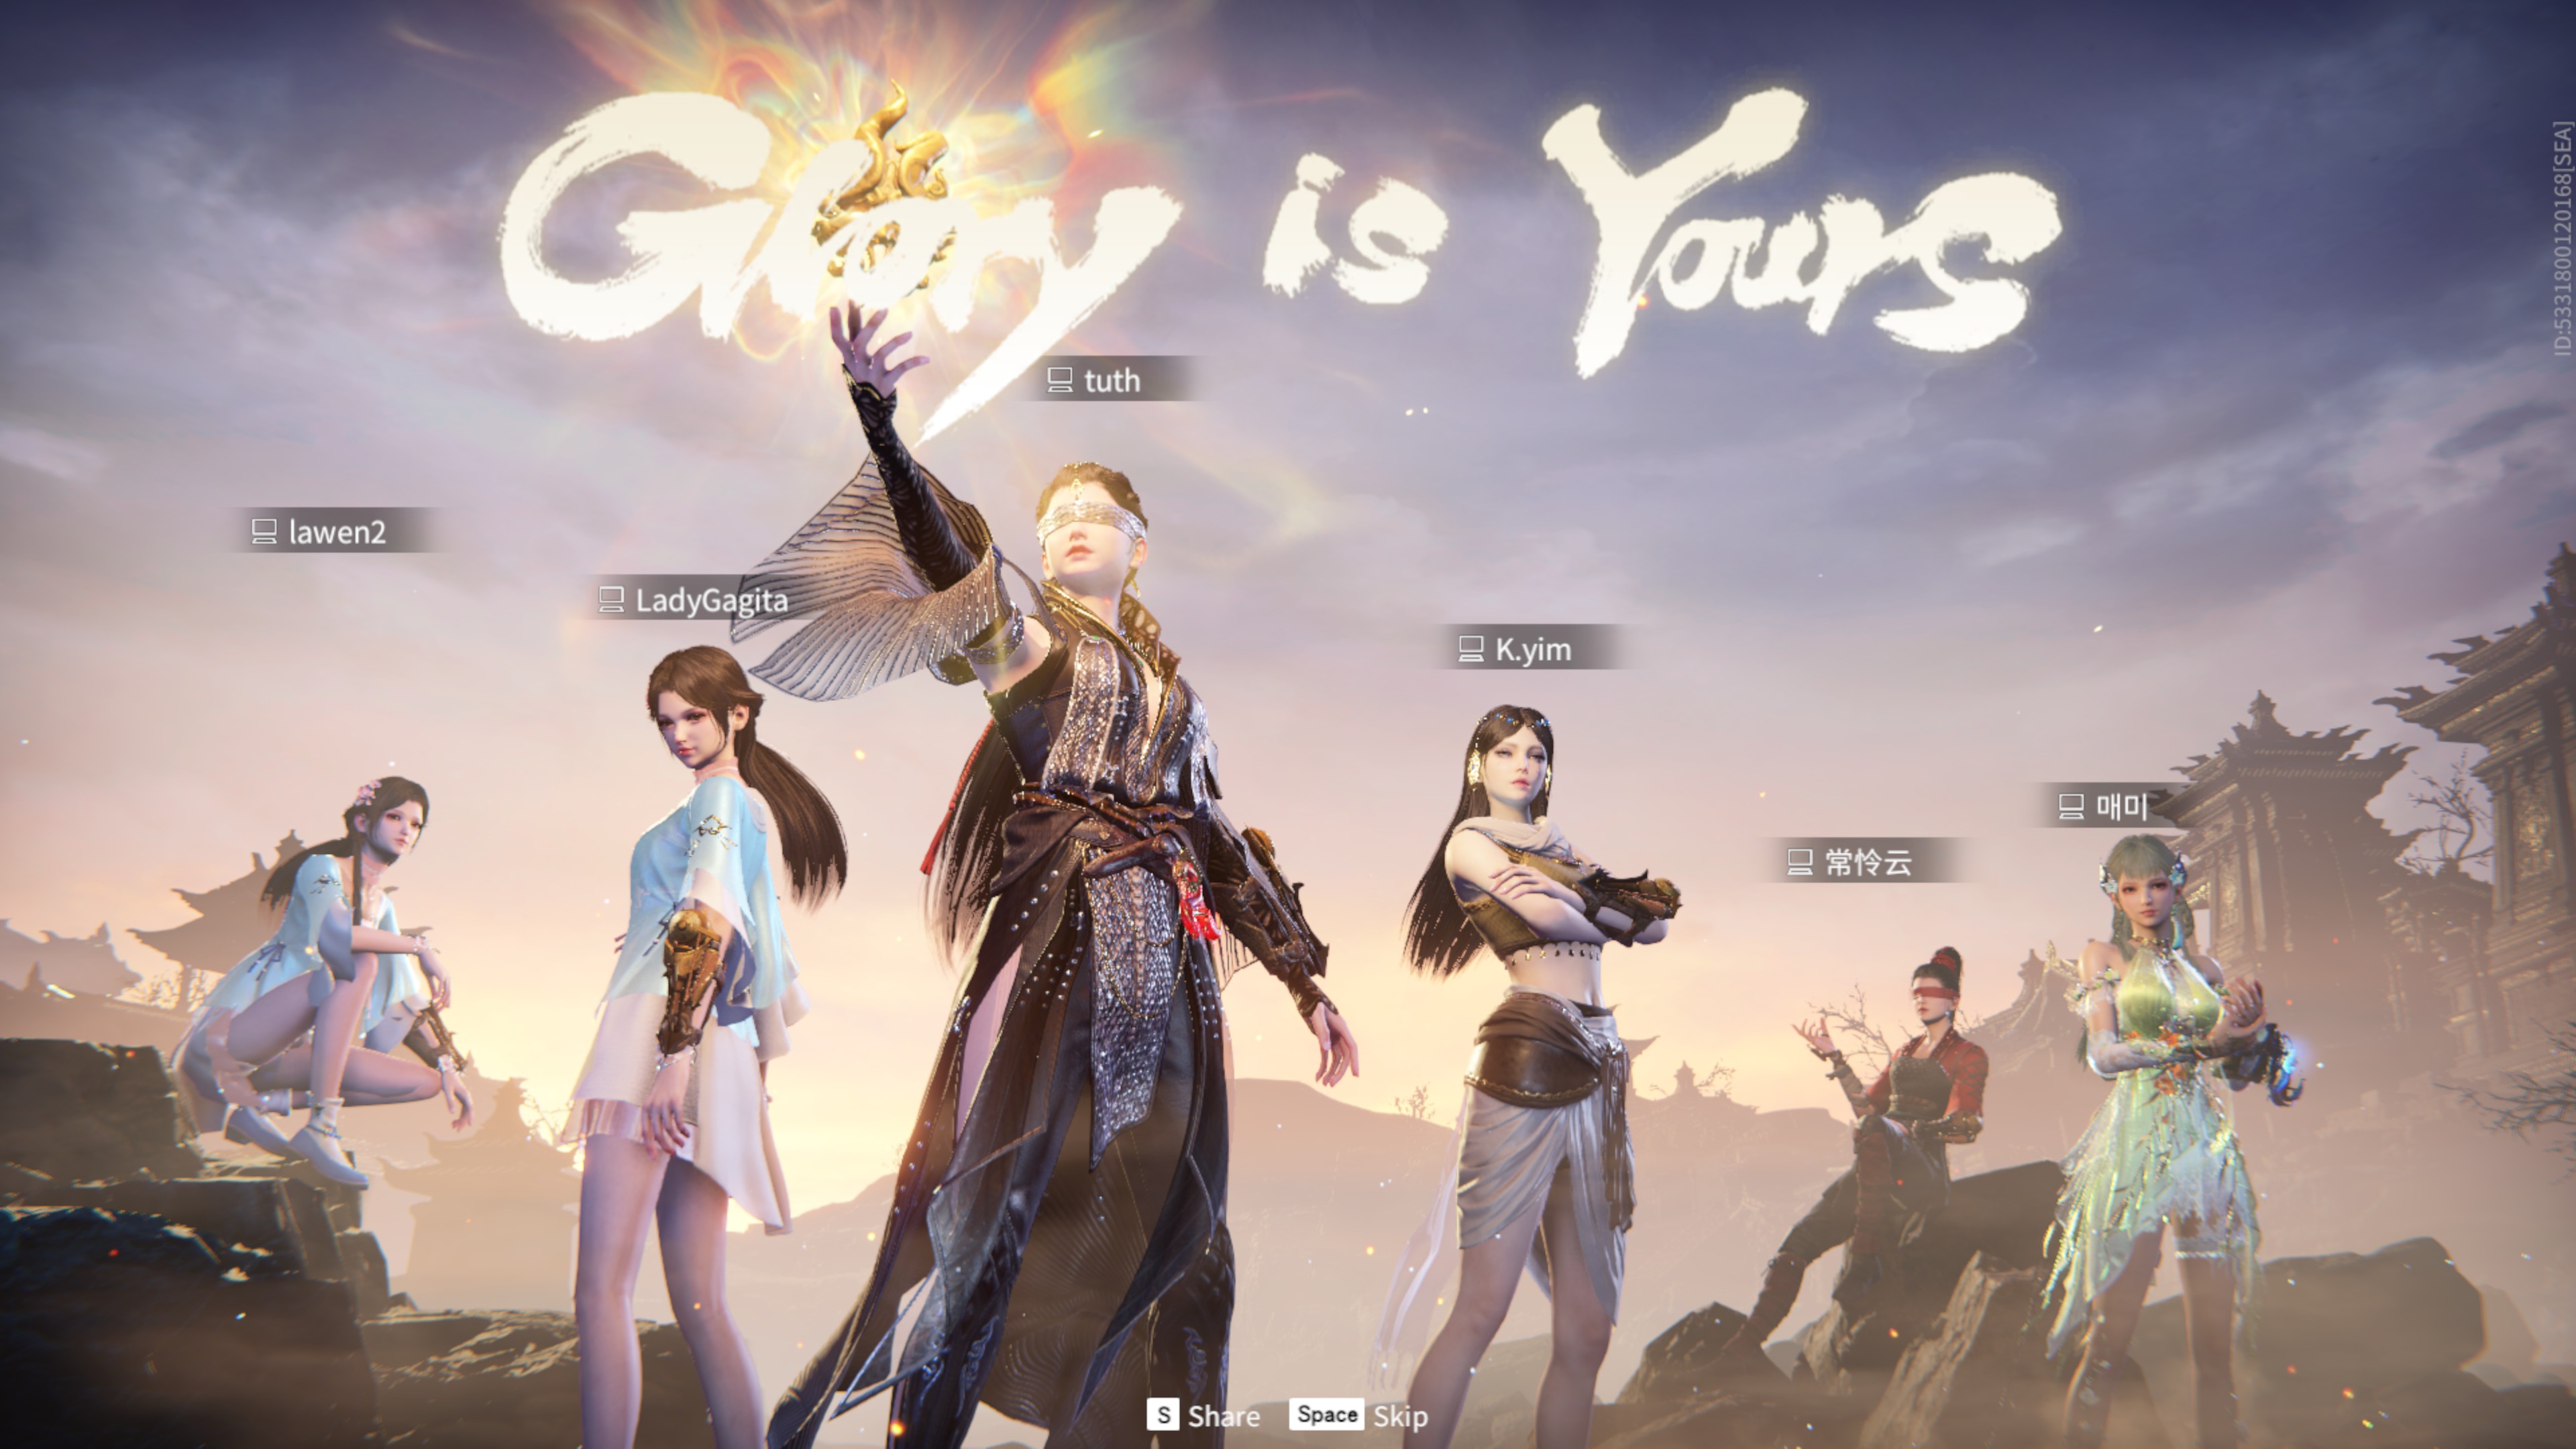 Glory is Yours
tuth
lawen2
LadyGagita
K.yim
매미
常怜云
S Share Space Skip
ID:5331800120168[SEA]